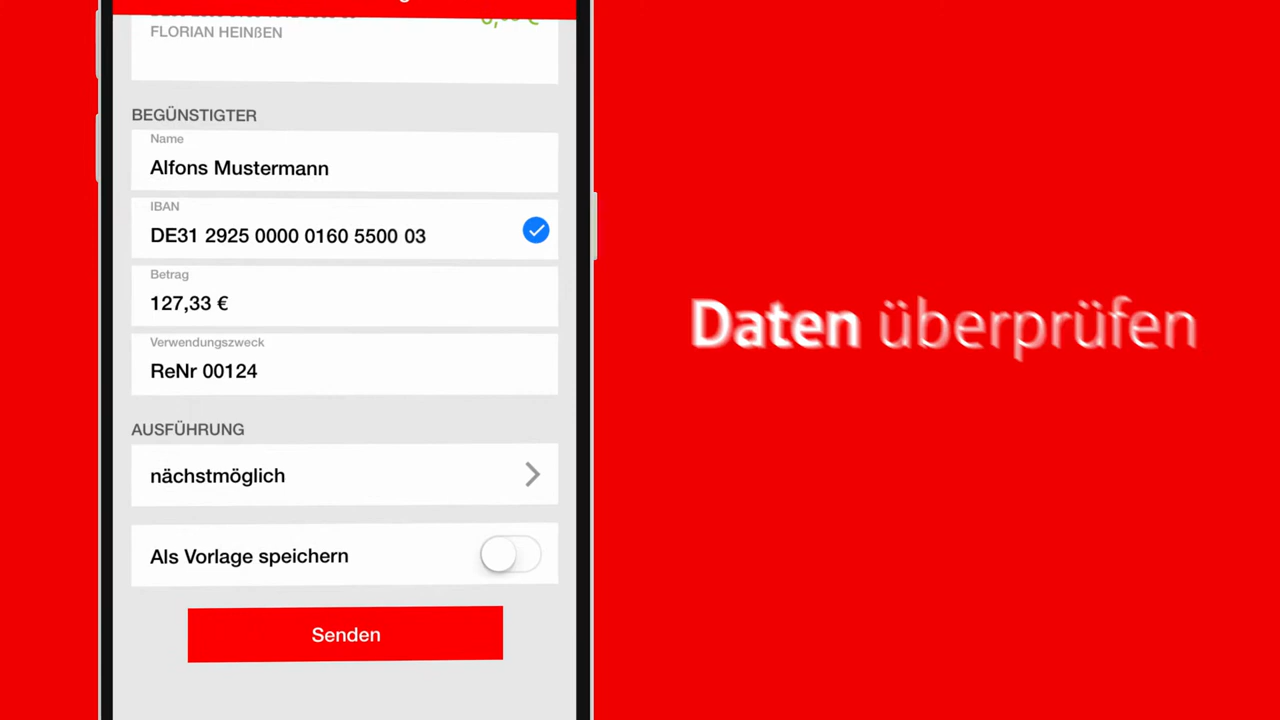 FLORIAN HEINßEN
BEGÜNSTIGTER
Name
Alfons Mustermann
IBAN
DE31 2925 0000 0160 5500 03
Betrag
127,33 €
Verwendungszweck
ReNr 00124
AUSFÜHRUNG
nächstmöglich
Als Vorlage speichern
Senden
Daten überprüfen